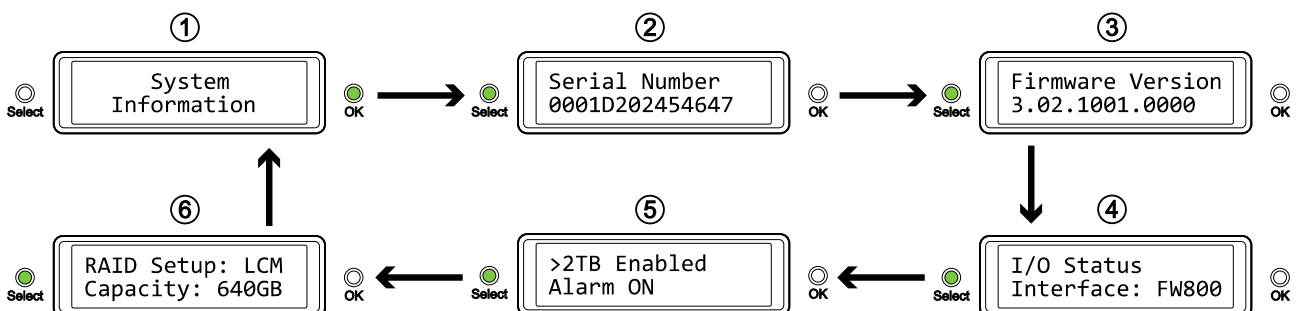 ①
System
Information
Select
OK
②
Serial Number
0001D202454647
Select
OK
③
Firmware Version
3.02.1001.0000
Select
OK
④
I/O Status
Interface: FW800
Select
OK
⑤
>2TB Enabled
Alarm ON
Select
OK
⑥
RAID Setup: LCM
Capacity: 640GB
Select
OK